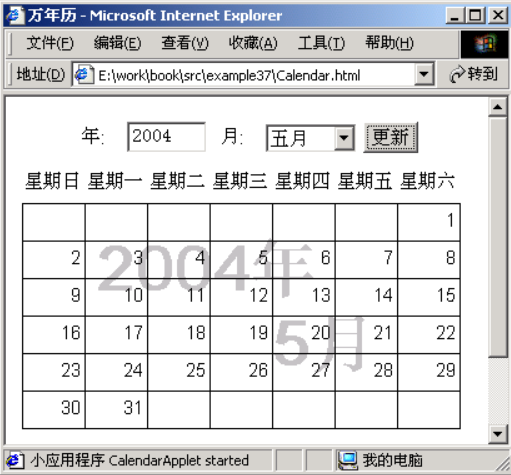 万年历 - Microsoft Internet Explorer
文件(F) 编辑(E) 查看(V) 收藏(A) 工具(T) 帮助(H)
地址(D) E:\work\book\src\example37\Calendar.html 转到
年: 2004 月: 五月 更新
星期日 星期一 星期二 星期三 星期四 星期五 星期六
1
2 3 4 5 6 7 8
2004年
9 10 11 12 13 14 15
16 17 18 19 20 21 22
5月
23 24 25 26 27 28 29
30 31
小应用程序 CalendarApplet started 我的电脑